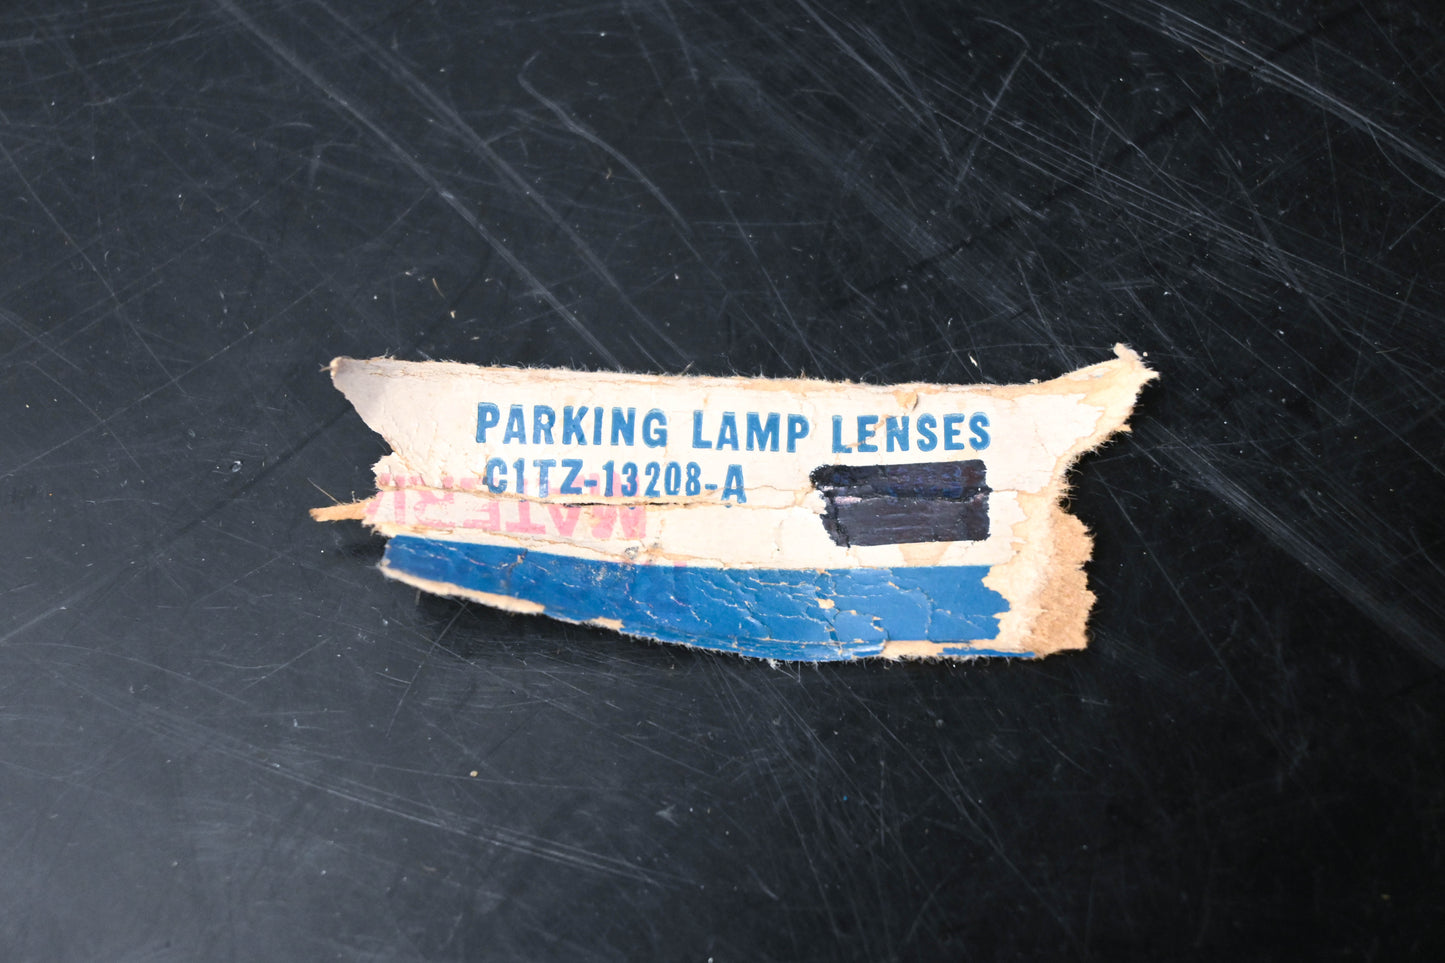 PARKING LAMP LENSES
C1TZ-13208-A